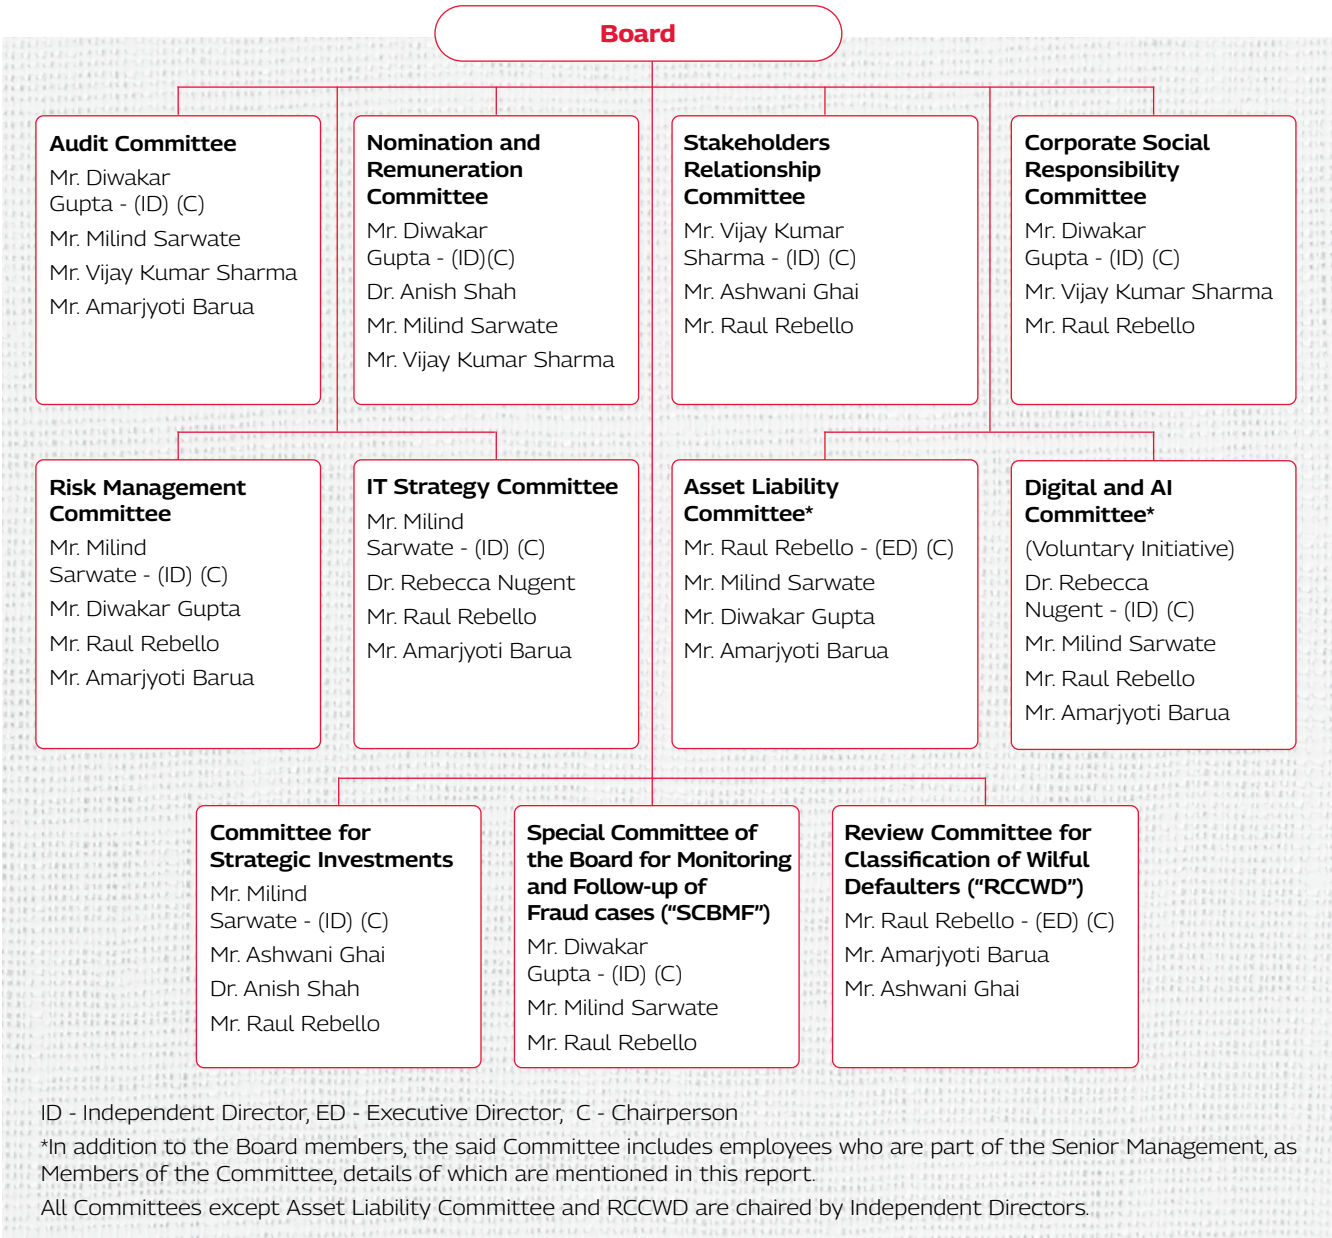 Board
Audit Committee
Mr. Diwakar
Gupta - (ID) (C)
Mr. Milind Sarwate
Mr. Vijay Kumar Sharma
Mr. Amarjyoti Barua
Nomination and
Remuneration
Committee
Mr. Diwakar
Gupta - (ID)(C)
Dr. Anish Shah
Mr. Milind Sarwate
Mr. Vijay Kumar Sharma
Stakeholders
Relationship
Committee
Mr. Vijay Kumar
Sharma - (ID) (C)
Mr. Ashwani Ghai
Mr. Raul Rebello
Corporate Social
Responsibility
Committee
Mr. Diwakar
Gupta - (ID) (C)
Mr. Vijay Kumar Sharma
Mr. Raul Rebello
Risk Management
Committee
Mr. Milind
Sarwate - (ID) (C)
Mr. Diwakar Gupta
Mr. Raul Rebello
Mr. Amarjyoti Barua
IT Strategy Committee
Mr. Milind
Sarwate - (ID) (C)
Dr. Rebecca Nugent
Mr. Raul Rebello
Mr. Amarjyoti Barua
Asset Liability
Committee*
Mr. Raul Rebello - (ED) (C)
Mr. Milind Sarwate
Mr. Diwakar Gupta
Mr. Amarjyoti Barua
Digital and AI
Committee*
(Voluntary Initiative)
Dr. Rebecca
Nugent - (ID) (C)
Mr. Milind Sarwate
Mr. Raul Rebello
Mr. Amarjyoti Barua
Committee for
Strategic Investments
Mr. Milind
Sarwate - (ID) (C)
Mr. Ashwani Ghai
Dr. Anish Shah
Mr. Raul Rebello
Special Committee of
the Board for Monitoring
and Follow-up of
Fraud cases (“SCBMF”)
Mr. Diwakar
Gupta - (ID) (C)
Mr. Milind Sarwate
Mr. Raul Rebello
Review Committee for
Classification of Wilful
Defaulters (“RCCWD”)
Mr. Raul Rebello - (ED) (C)
Mr. Amarjyoti Barua
Mr. Ashwani Ghai
ID - Independent Director, ED - Executive Director,  C - Chairperson
*In addition to the Board members, the said Committee includes employees who are part of the Senior Management, as
Members of the Committee, details of which are mentioned in this report.
All Committees except Asset Liability Committee and RCCWD are chaired by Independent Directors.